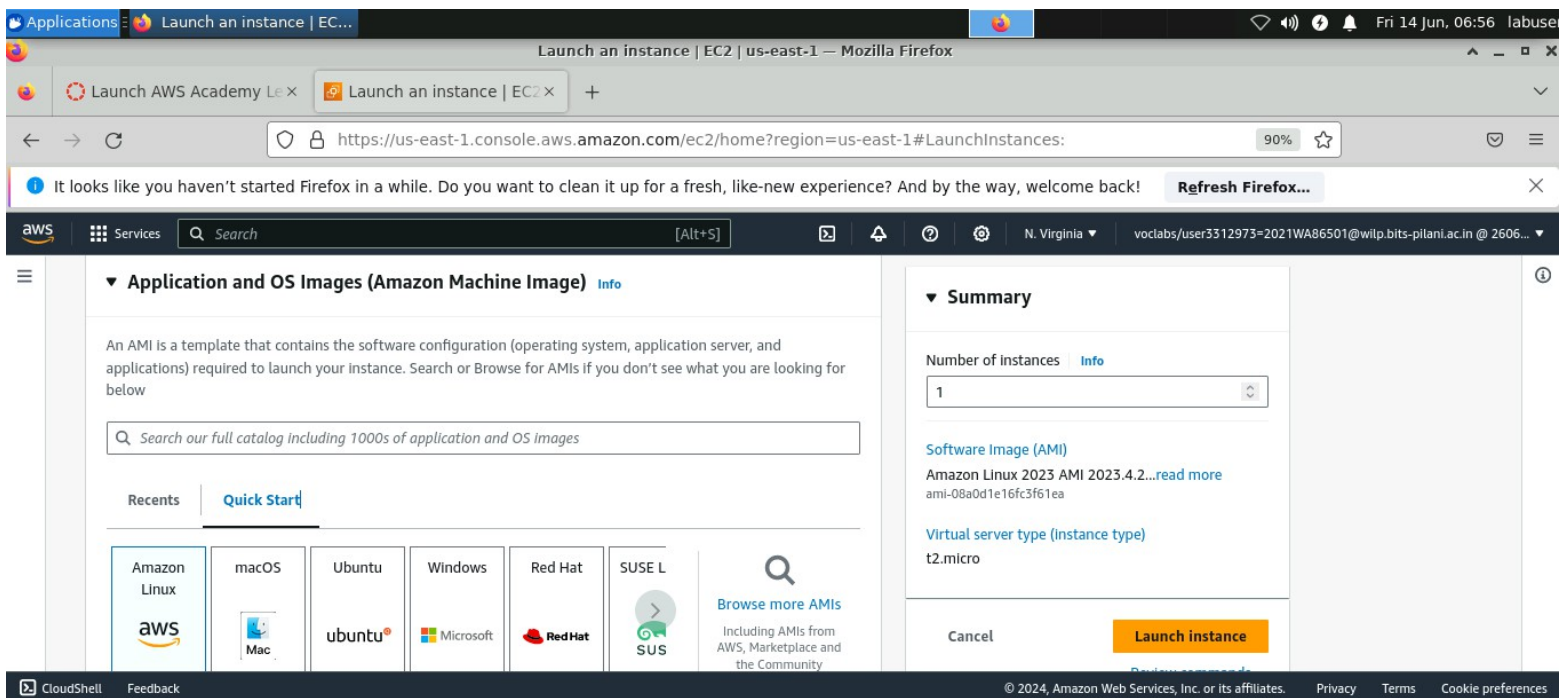 Applications
Launch an instance | EC...
Fri 14 Jun, 06:56 labuser
Launch an instance | EC2 | us-east-1 — Mozilla Firefox
Launch AWS Academy Le
Launch an instance | EC2
https://us-east-1.console.aws.amazon.com/ec2/home?region=us-east-1#LaunchInstances:
90%
It looks like you haven't started Firefox in a while. Do you want to clean it up for a fresh, like-new experience? And by the way, welcome back!
Refresh Firefox...
aws
Services
Search
[Alt+S]
N. Virginia
voclabs/user3312973=2021WA86501@wilp.bits-pilani.ac.in @ 2606...
Application and OS Images (Amazon Machine Image) Info
An AMI is a template that contains the software configuration (operating system, application server, and
applications) required to launch your instance. Search or Browse for AMIs if you don't see what you are looking for
below
Search our full catalog including 1000s of application and OS images
Recents
Quick Start
Amazon
Linux
aws
macOS
Mac
Ubuntu
ubuntu
Windows
Microsoft
Red Hat
RedHat
SUSE L
SUS
Browse more AMIs
Including AMIs from
AWS, Marketplace and
the Community
Summary
Number of instances Info
1
Software Image (AMI)
Amazon Linux 2023 AMI 2023.4.2...read more
ami-08a0d1e16fc3f61ea
Virtual server type (instance type)
t2.micro
Cancel
Launch instance
Review commands
CloudShell
Feedback
© 2024, Amazon Web Services, Inc. or its affiliates.
Privacy
Terms
Cookie preferences